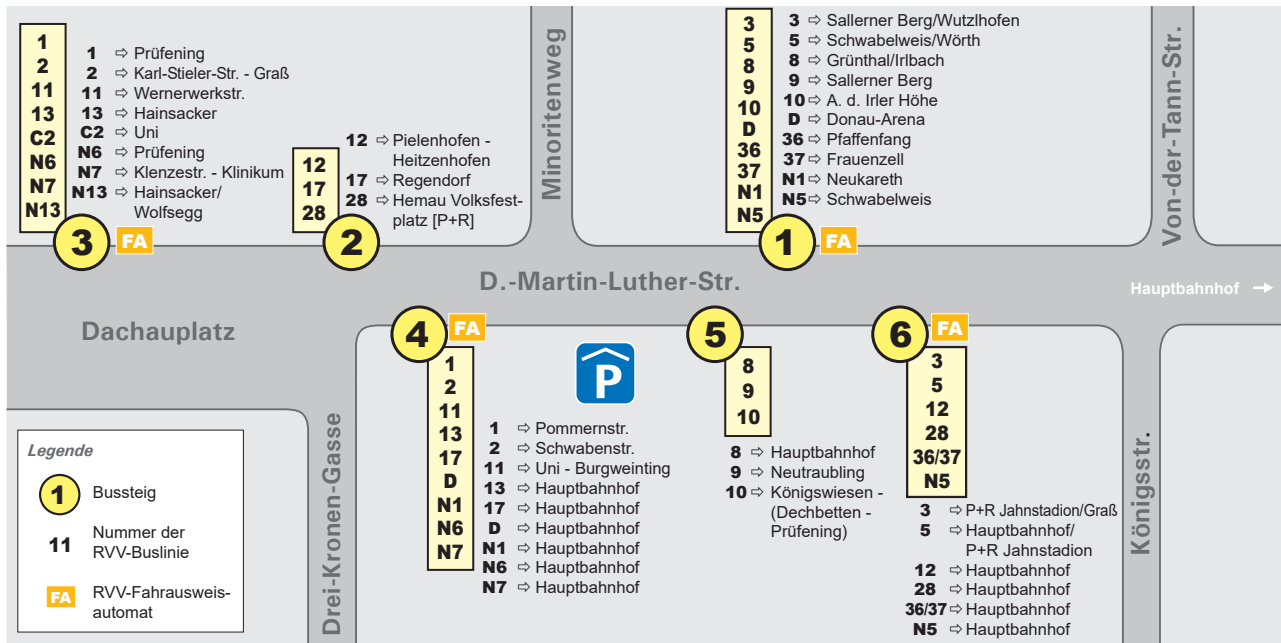 1
2
11
13
C2
N6
N7
N13
1 ⇨ Prüfening
2 ⇨ Karl-Stieler-Str. - Graß
11 ⇨ Wernerwerkstr.
13 ⇨ Hainsacker
C2 ⇨ Uni
N6 ⇨ Prüfening
N7 ⇨ Klenzestr. - Klinikum
N13 ⇨ Hainsacker/
Wolfsegg
3
FA
12
17
28
12 ⇨ Pielenhofen -
Heitzenhofen
17 ⇨ Regendorf
28 ⇨ Hemau Volksfest-
platz [P+R]
2
Minoritenweg
3
5
8
9
10
D
36
37
N1
N5
3 ⇨ Sallerner Berg/Wutzlhofen
5 ⇨ Schwabelweis/Wörth
8 ⇨ Grünthal/Irlbach
9 ⇨ Sallerner Berg
10 ⇨ A. d. Irler Höhe
D ⇨ Donau-Arena
36 ⇨ Pfaffenfang
37 ⇨ Frauenzell
N1 ⇨ Neukareth
N5 ⇨ Schwabelweis
1
FA
Von-der-Tann-Str.
D.-Martin-Luther-Str.
Hauptbahnhof →
Dachauplatz
4
FA
1
2
11
13
17
D
N1
N6
N7
1 ⇨ Pommernstr.
2 ⇨ Schwabenstr.
11 ⇨ Uni - Burgweinting
13 ⇨ Hauptbahnhof
17 ⇨ Hauptbahnhof
D ⇨ Hauptbahnhof
N1 ⇨ Hauptbahnhof
N6 ⇨ Hauptbahnhof
N7 ⇨ Hauptbahnhof
P
5
8
9
10
8 ⇨ Hauptbahnhof
9 ⇨ Neutraubling
10 ⇨ Königswiesen -
(Dechbetten -
Prüfening)
6
FA
3
5
12
28
36/37
N5
3 ⇨ P+R Jahnstadion/Graß
5 ⇨ Hauptbahnhof/
P+R Jahnstadion
12 ⇨ Hauptbahnhof
28 ⇨ Hauptbahnhof
36/37 ⇨ Hauptbahnhof
N5 ⇨ Hauptbahnhof
Drei-Kronen-Gasse
Königsstr.
Legende
1 Bussteig
11 Nummer der
RVV-Buslinie
FA RVV-Fahrausweis-
automat